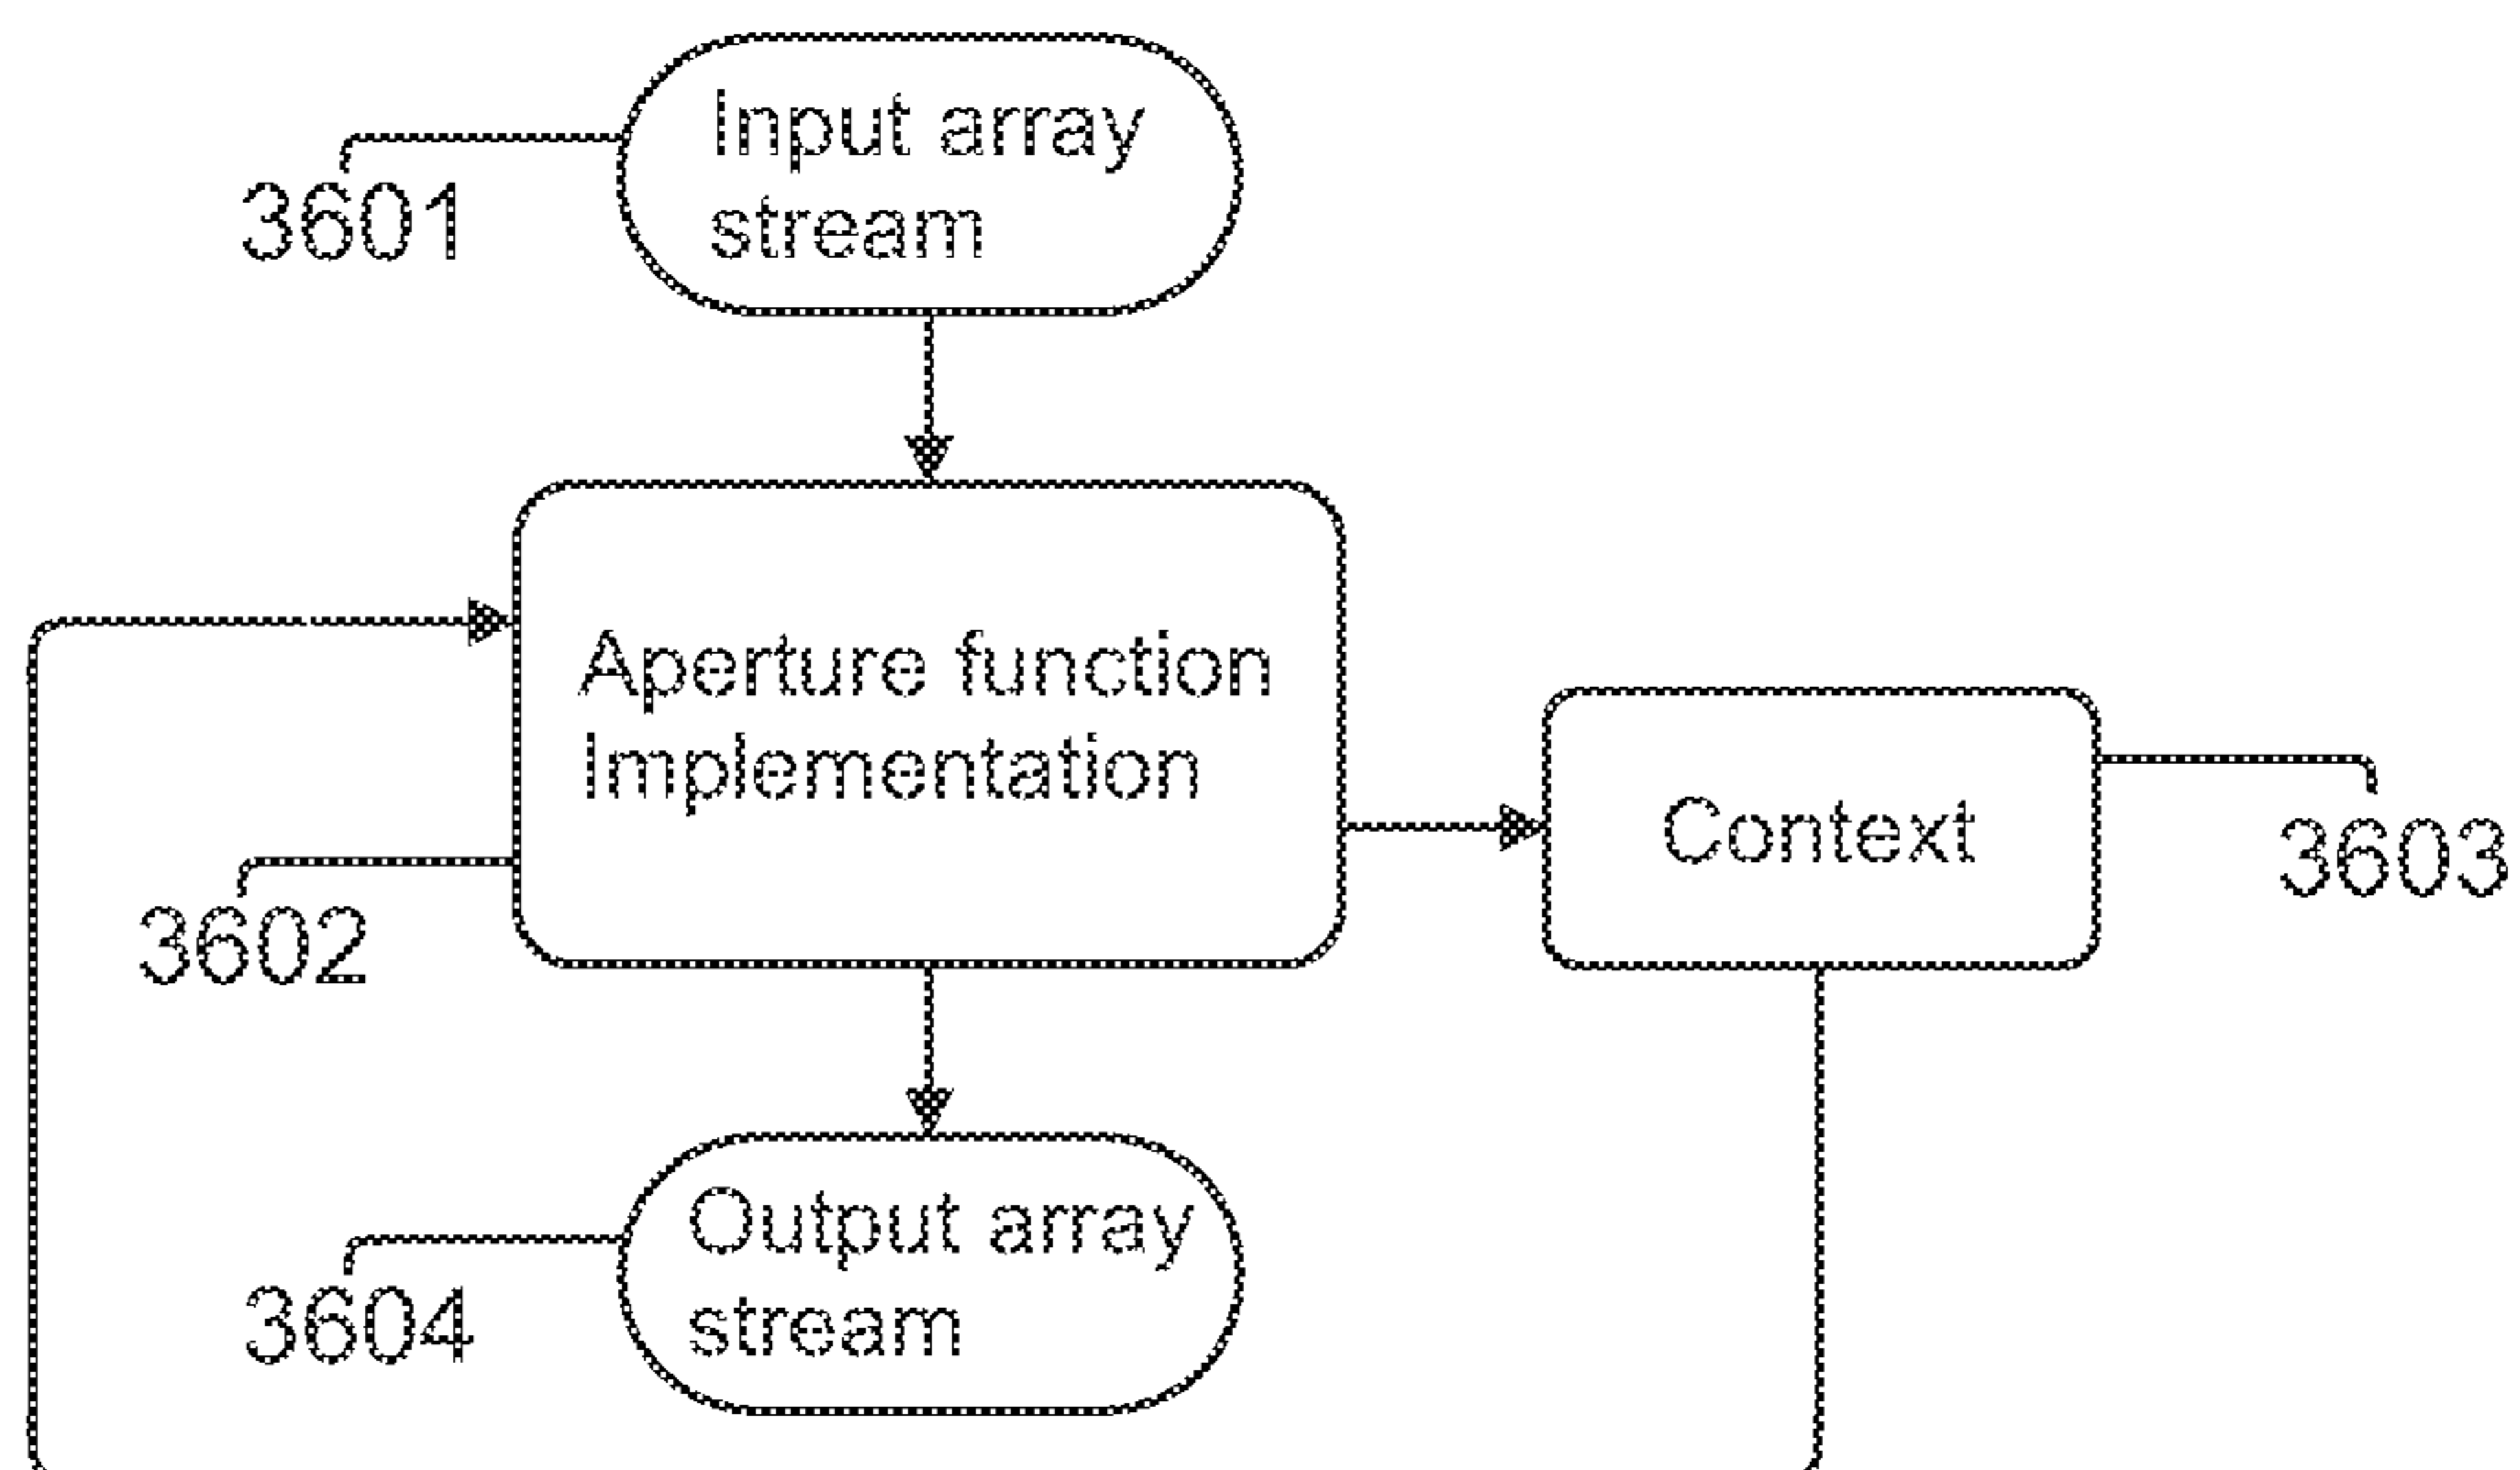 Input array
stream
3601
Aperture function
Implementation
Context
3603
3602
Output array
stream
3604